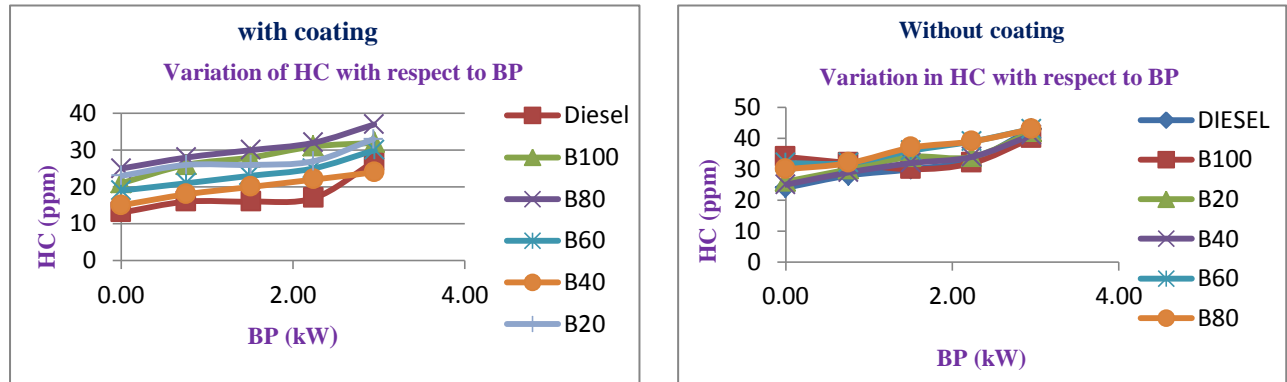 with coating
Variation of HC with respect to BP
HC (ppm)
40
30
20
10
0
0.00 2.00 4.00
BP (kW)
Diesel
B100
B80
B60
B40
B20
Without coating
Variation in HC with respect to BP
HC (ppm)
50
40
30
20
10
0
0.00 2.00 4.00
BP (kW)
DIESEL
B100
B20
B40
B60
B80